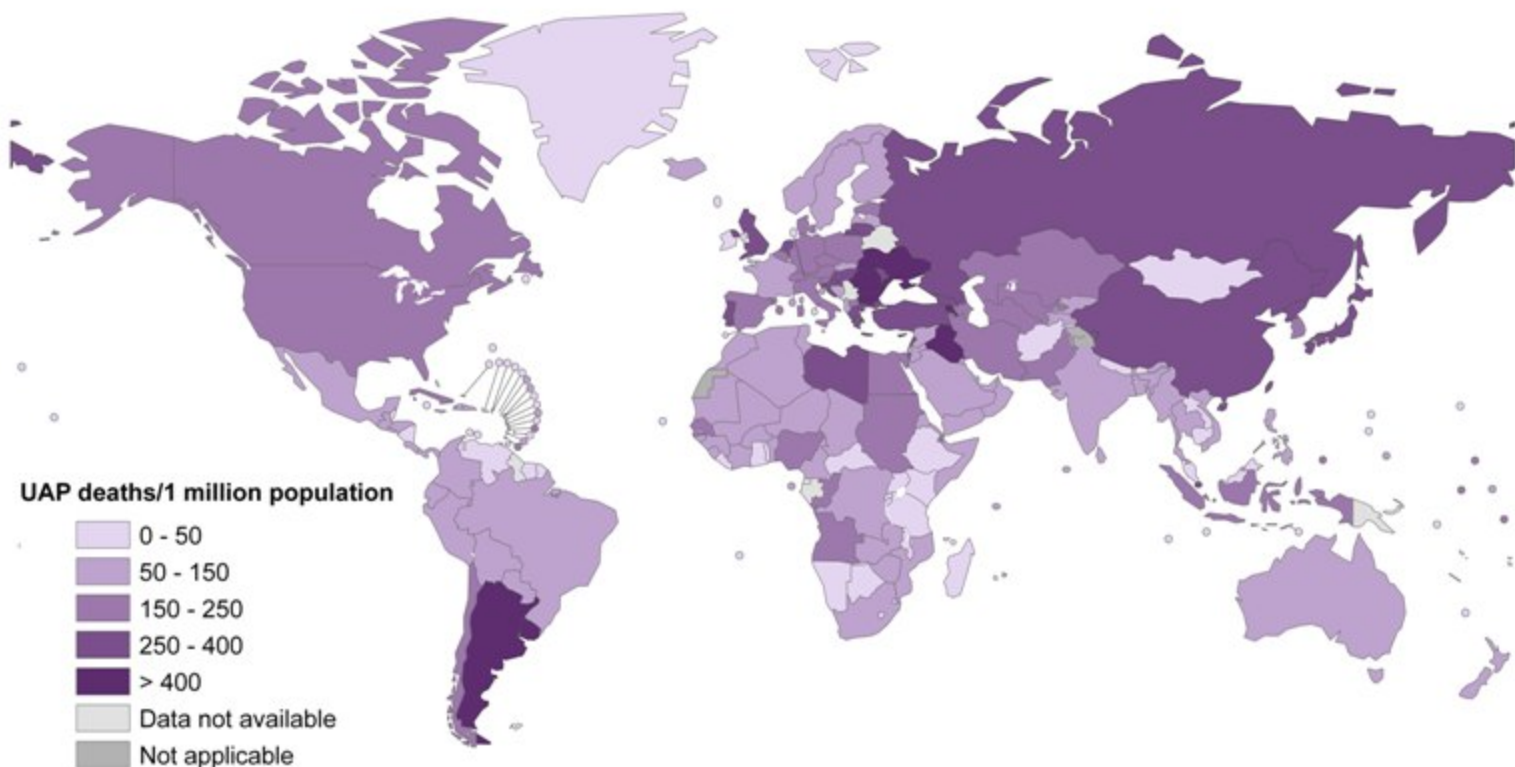 UAP deaths/1 million population
0 - 50
50 - 150
150 - 250
250 - 400
> 400
Data not available
Not applicable